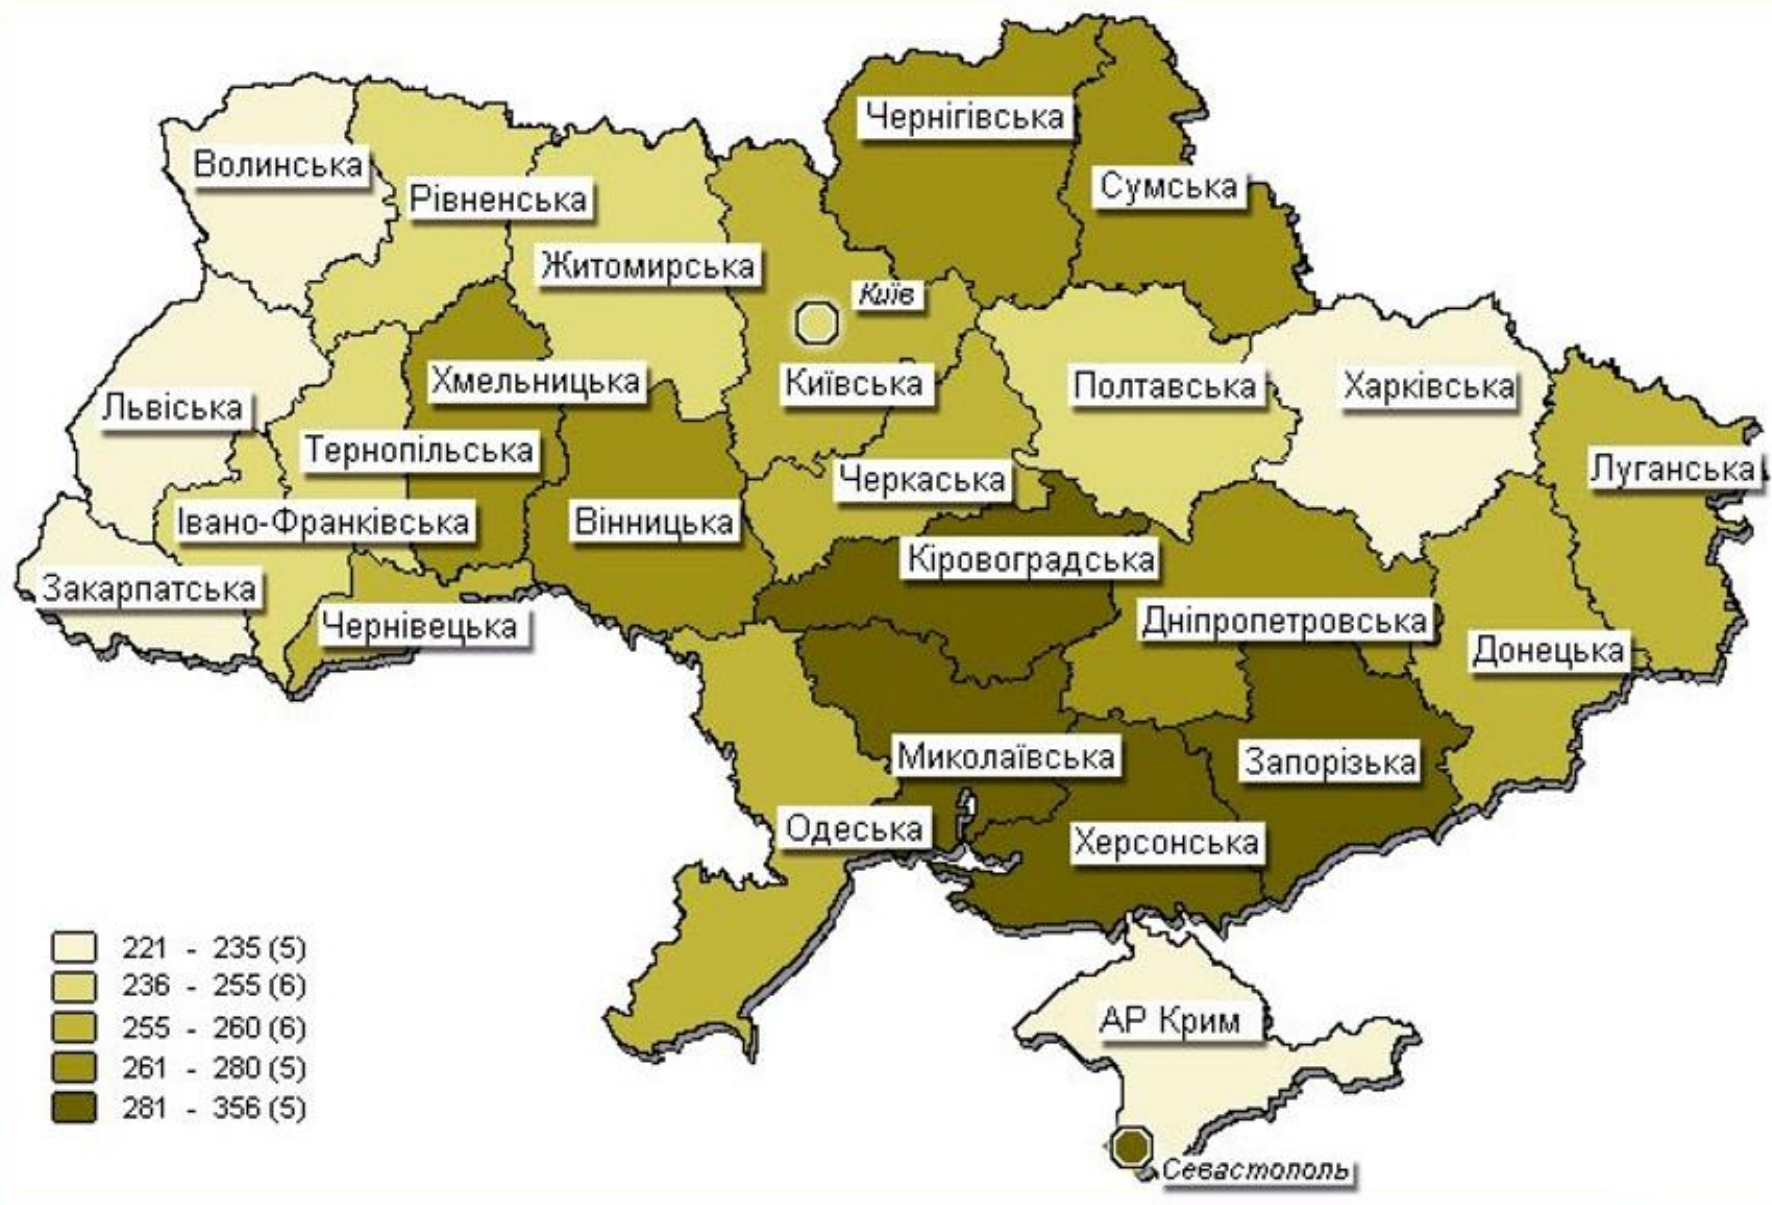 Чернігівська
Волинська
Сумська
Рівненська
Житомирська
Київ
Хмельницька
Київська
Полтавська
Харківська
Львіська
Тернопільська
Луганська
Черкаська
Івано-Франківська
Вінницька
Кіровоградська
Закарпатська
Чернівецька
Дніпропетровська
Донецька
Миколаївська
Запорізька
Одеська
Херсонська
221 - 235 (5)
236 - 255 (6)
255 - 260 (6)
261 - 280 (5)
281 - 356 (5)
АР Крим
Севастополь